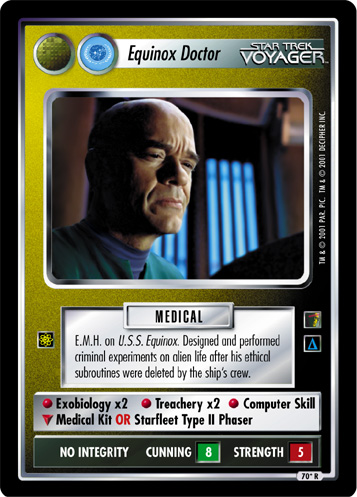 Equinox Doctor
STAR TREK
VOYAGER™
TM & © 2001 PAR. PIC. TM & © 2001 DECIPHER INC.
MEDICAL
E.M.H. on U.S.S. Equinox. Designed and performed
criminal experiments on alien life after his ethical
subroutines were deleted by the ship's crew.
Exobiology x2 Treachery x2 Computer Skill
Medical Kit OR Starfleet Type II Phaser
NO INTEGRITY CUNNING 8 STRENGTH 5
70* R